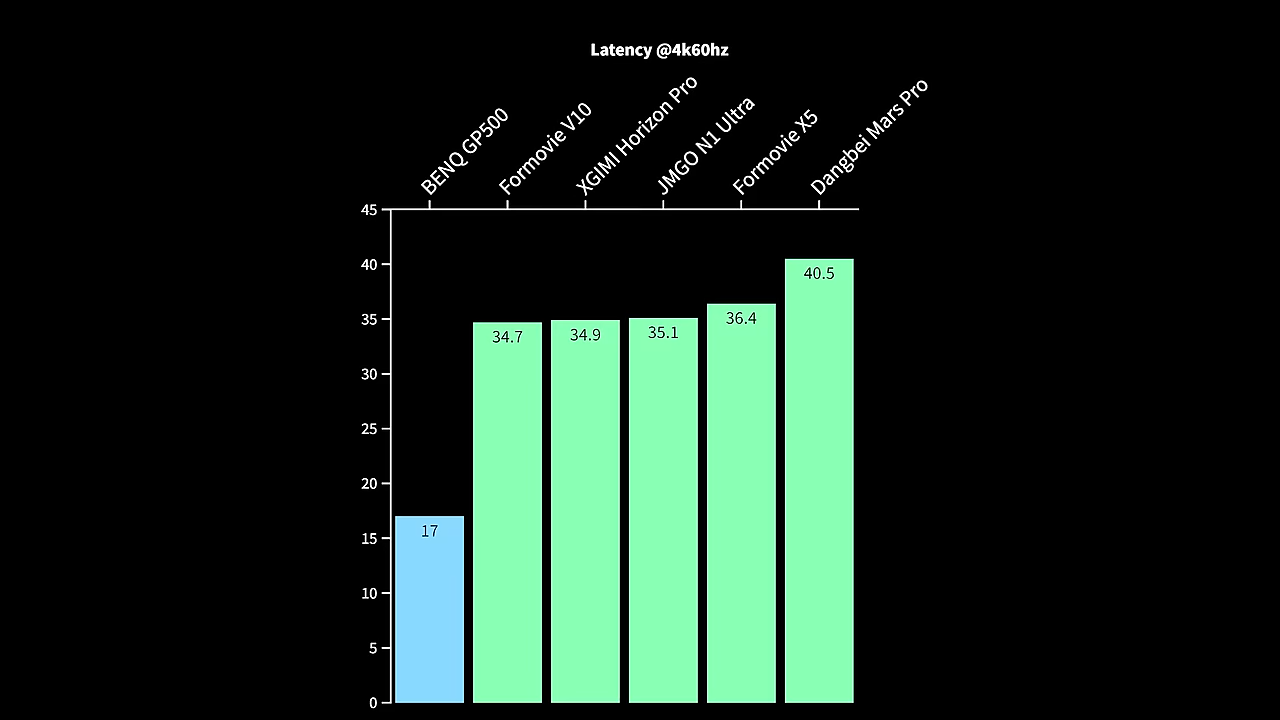 Latency @4k60hz
BENQ GP500
Formovie V10
XGIMI Horizon Pro
JMGO N1 Ultra
Formovie X5
Dangbei Mars Pro
45
40
35
30
25
20
15
10
5
0
17
34.7
34.9
35.1
36.4
40.5